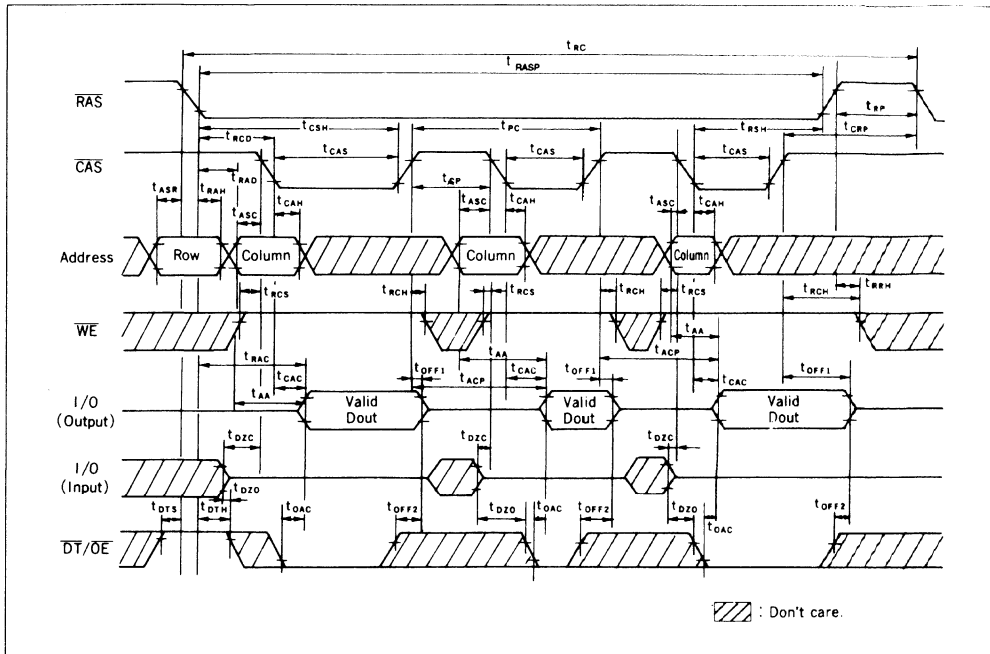 tRC
tRASP
RAS
tRP
tCSH
tPC
tRSH
tCRP
tRCD
CAS
tCAS
tCAS
tCAS
tRAD
tCP
tASR
tRAH
tASC
tCAH
tASC
tCAH
tASC
tCAH
Address
Row
Column
Column
Column
tRCS
tRCH
tRCS
tRCH
tRCS
tRCH
tRRH
WE
tAA
tRAC
tAA
tACP
tOFF1
tOFF1
tOFF1
tCAC
tACP
tCAC
tCAC
tAA
I/O
(Output)
Valid
Dout
Valid
Dout
Valid
Dout
tDZC
tDZC
tDZC
I/O
(Input)
tDZO
tDZO
tDZO
tDTS
tDTH
tOAC
tOFF2
tOAC
tOFF2
tOAC
tOFF2
DT/OE
: Don't care.